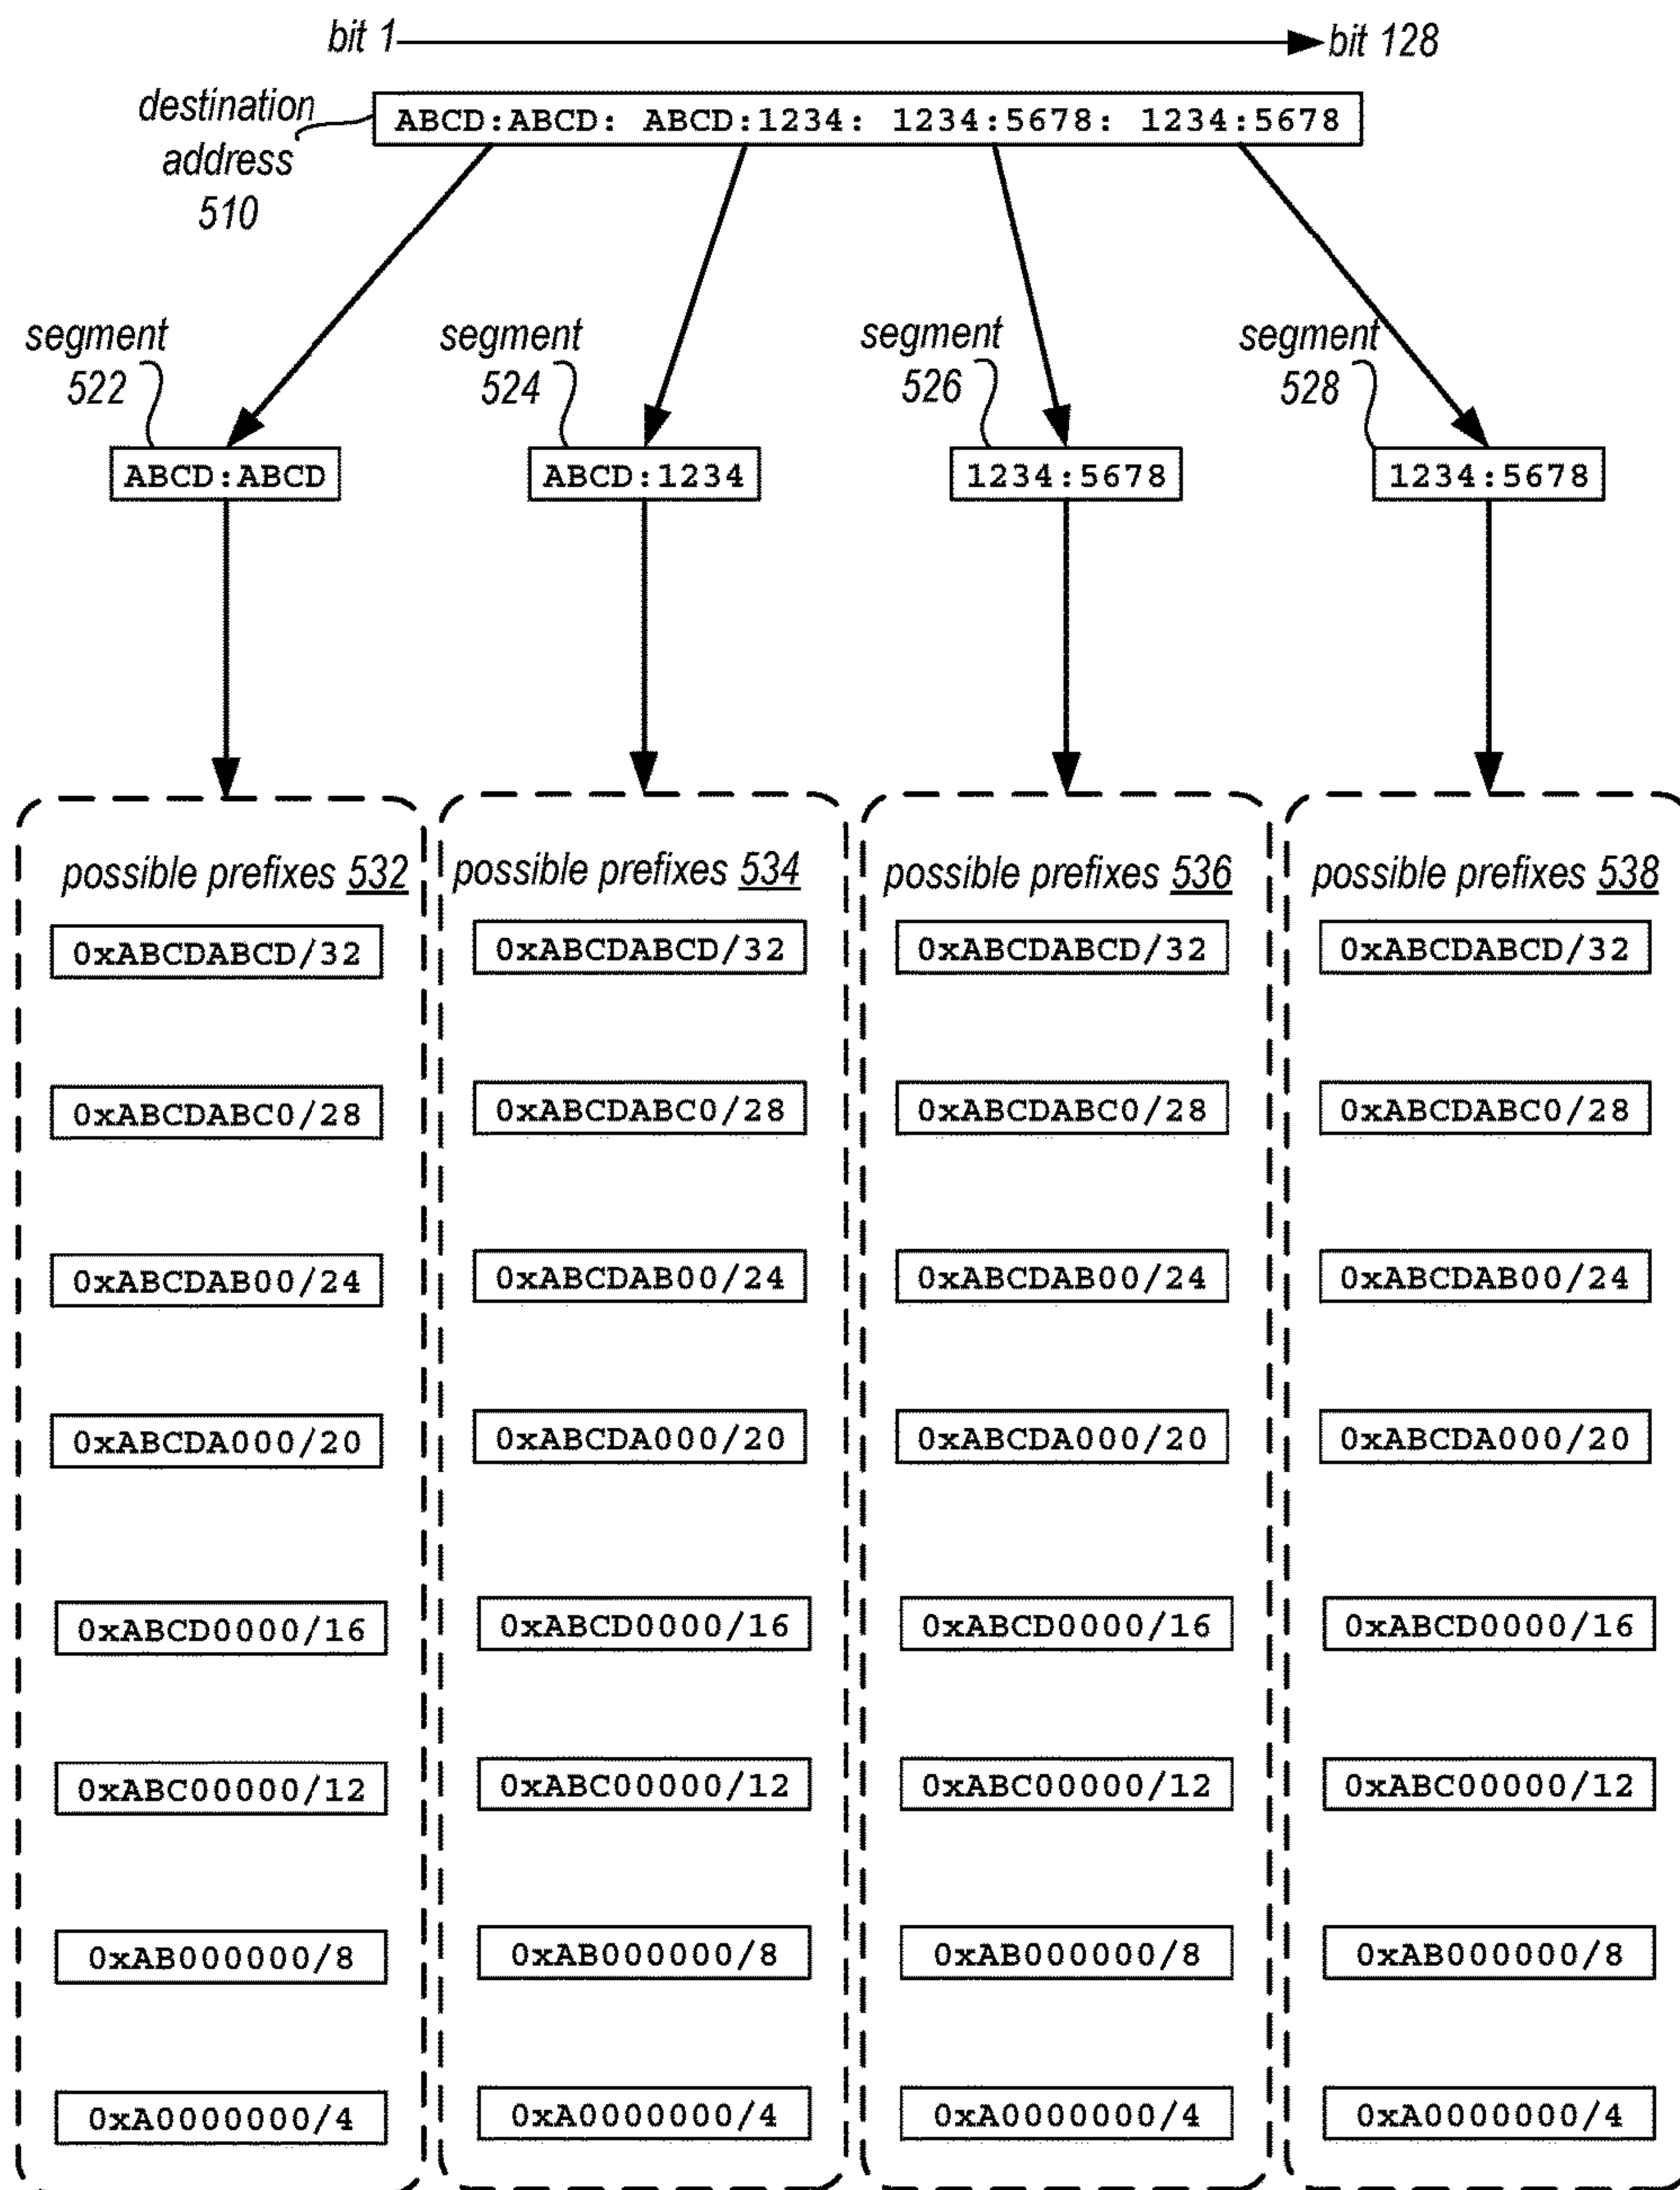 bit 1 bit 128
destination address 510
ABCD:ABCD: ABCD:1234: 1234:5678: 1234:5678
segment 522
segment 524
segment 526
segment 528
ABCD:ABCD
ABCD:1234
1234:5678
1234:5678
possible prefixes 532
0xABCDABCD/32
0xABCDABC0/28
0xABCDAB00/24
0xABCDA000/20
0xABCD0000/16
0xABC00000/12
0xAB000000/8
0xA0000000/4
possible prefixes 534
0xABCDABCD/32
0xABCDABC0/28
0xABCDAB00/24
0xABCDA000/20
0xABCD0000/16
0xABC00000/12
0xAB000000/8
0xA0000000/4
possible prefixes 536
0xABCDABCD/32
0xABCDABC0/28
0xABCDAB00/24
0xABCDA000/20
0xABCD0000/16
0xABC00000/12
0xAB000000/8
0xA0000000/4
possible prefixes 538
0xABCDABCD/32
0xABCDABC0/28
0xABCDAB00/24
0xABCDA000/20
0xABCD0000/16
0xABC00000/12
0xAB000000/8
0xA0000000/4